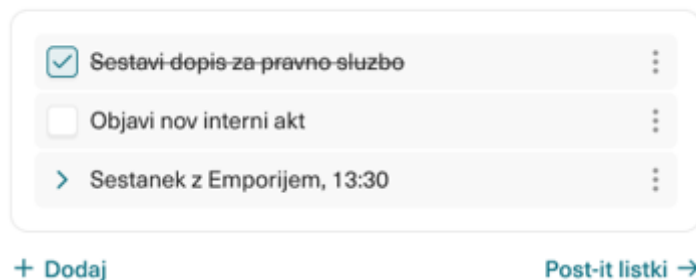 Sestavi dopis za pravno sluzbo
Objavi nov interni akt
Sestanek z Emporijem, 13:30
+ Dodaj
Post-it listki →